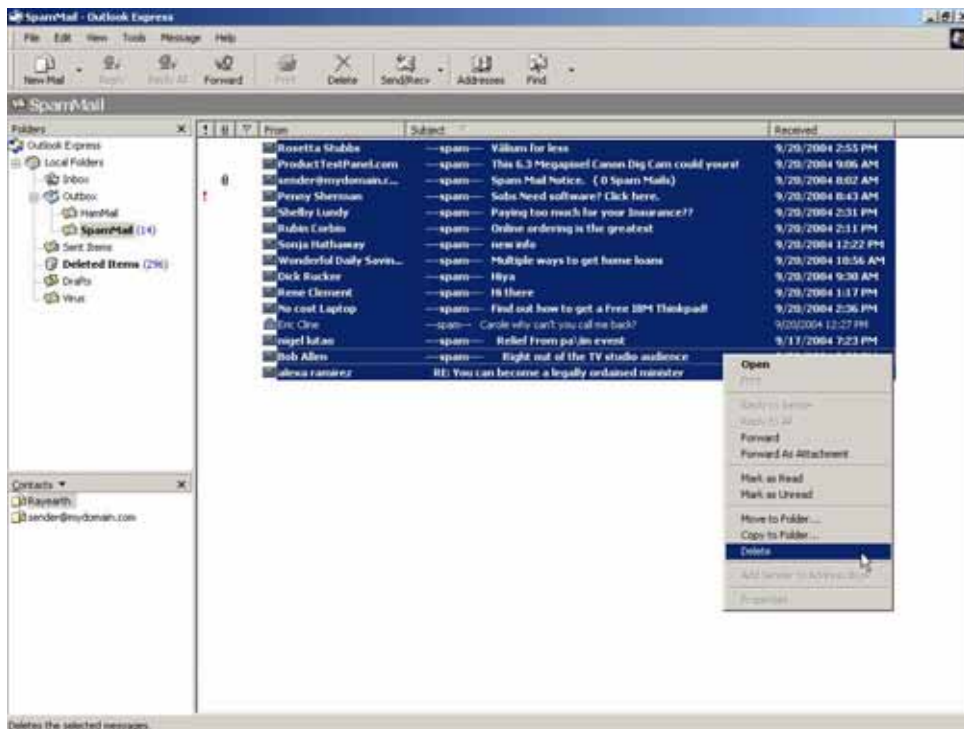 SpamMail - Outlook Express
File Edit View Tools Message Help
New Mail Reply Reply All Forward Print Delete Send/Recv Addresses Find
SpamMail
Folders
Outlook Express
Local Folders
Inbox
Outbox
HamMail
SpamMail (14)
Sent Items
Deleted Items (296)
Drafts
Virus
Contacts
Raynarth
sender@mydomain.com
! From Subject Received
Rosetta Stubbs ---spam--- Välium for less 9/20/2004 2:55 PM
ProductTestPanel.com ---spam--- This 6.3 Megapixel Canon Dig Cam could yours! 9/20/2004 9:06 AM
sender@mydomain.c... ---spam--- Spam Mail Notice. ( 0 Spam Mails) 9/20/2004 8:02 AM
Penny Sherman ---spam--- Subs Need software? Click here. 9/20/2004 8:43 AM
Shelby Lundy ---spam--- Paying too much for your Insurance?? 9/20/2004 2:31 PM
Rubin Corbin ---spam--- Online ordering is the greatest 9/20/2004 2:11 PM
Sonja Hathaway ---spam--- new info 9/20/2004 12:22 PM
Wonderful Daily Savin... ---spam--- Multiple ways to get home loans 9/20/2004 10:56 AM
Dick Rucker ---spam--- Hiya 9/20/2004 9:30 AM
Rene Clement ---spam--- Hi there 9/20/2004 1:17 PM
No cost Laptop ---spam--- Find out how to get a Free IBM Thinkpad! 9/20/2004 2:36 PM
Eric Cline ---spam--- Carole why can't you call me back? 9/20/2004 12:27 PM
nigel lutao ---spam--- Relief From pa\in event 9/17/2004 7:23 PM
Bob Allen ---spam--- Right out of the TV studio audience
alexa ramirez RE: You can become a legally ordained minister
Open
Print
Reply to Sender
Reply to All
Forward
Forward As Attachment
Mark as Read
Mark as Unread
Move to Folder...
Copy to Folder...
Delete
Add Sender to Address Book
Properties
Deletes the selected messages.